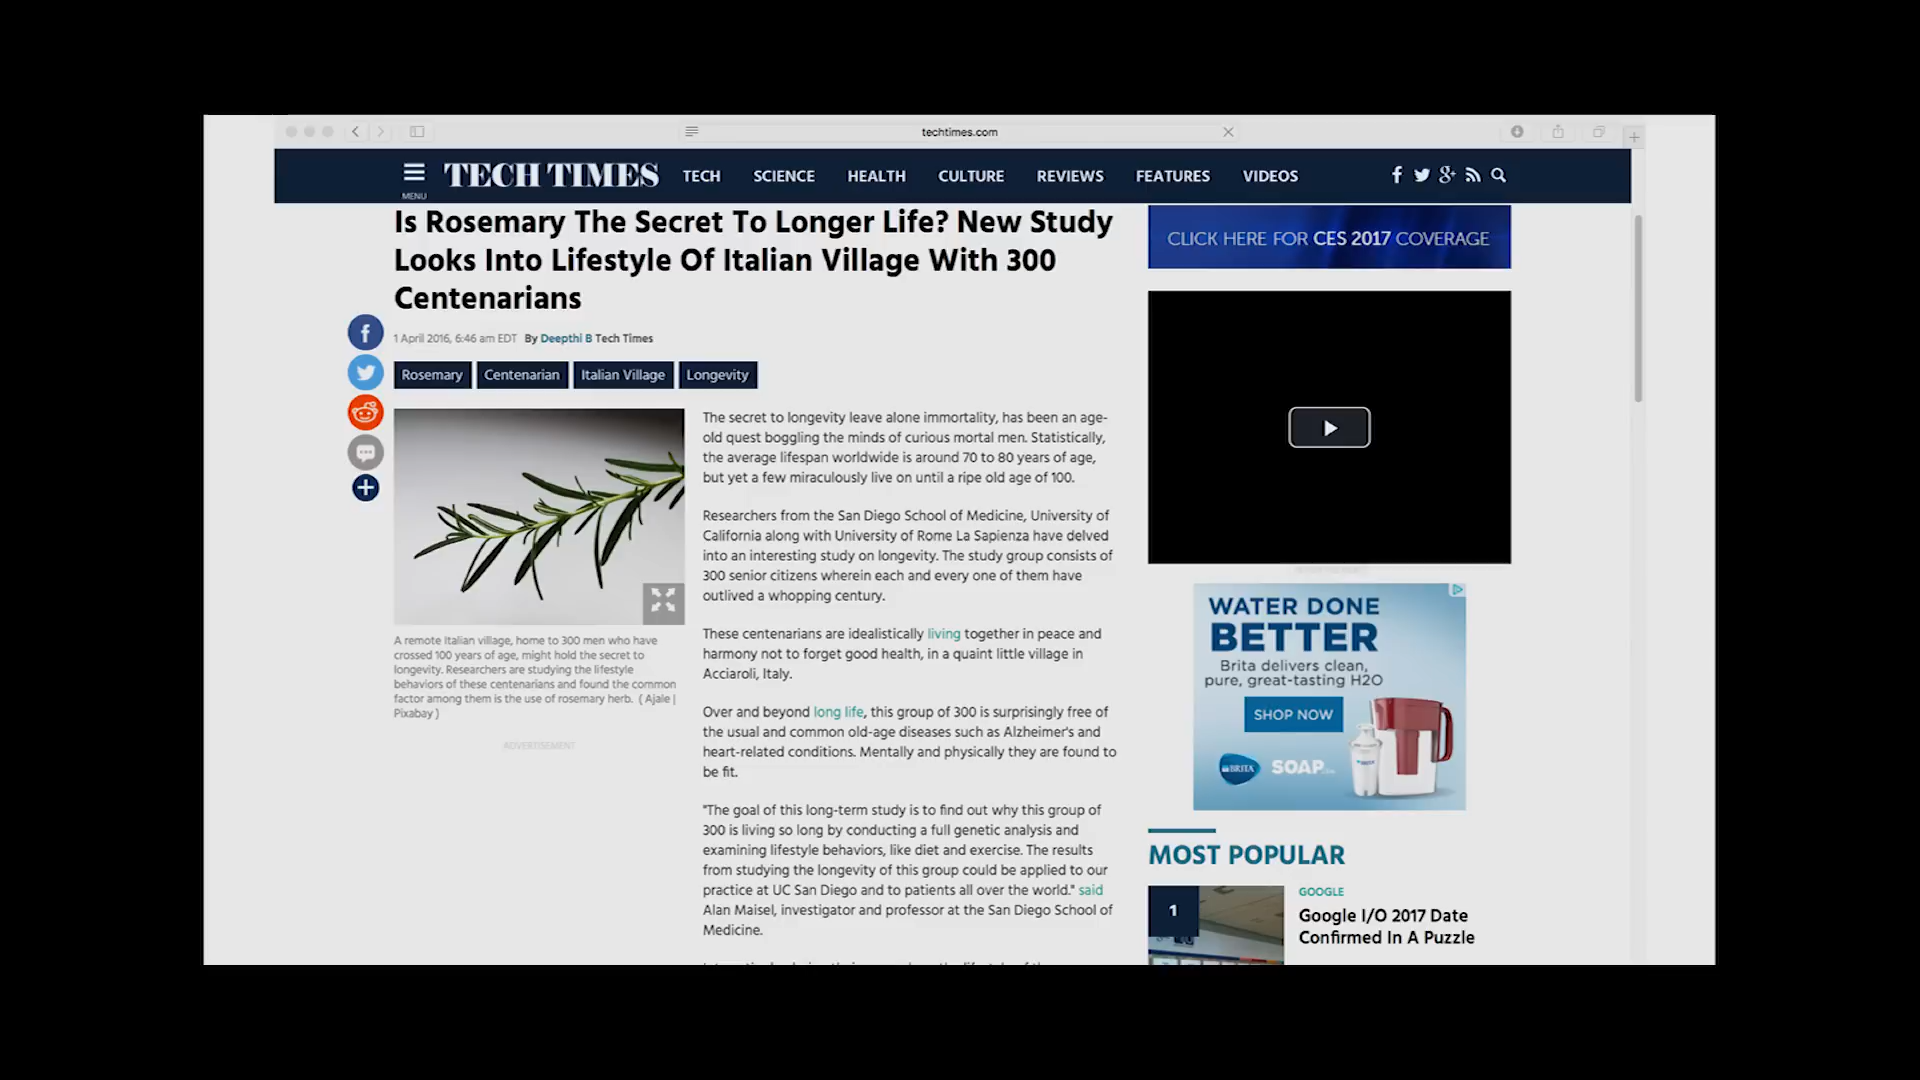 techtimes.com
MENU
TECH TIMES
TECH
SCIENCE
HEALTH
CULTURE
REVIEWS
FEATURES
VIDEOS
Is Rosemary The Secret To Longer Life? New Study
Looks Into Lifestyle Of Italian Village With 300
Centenarians
1 April 2016, 6:46 am EDT By Deepthi B Tech Times
Rosemary
Centenarian
Italian Village
Longevity
A remote Italian village, home to 300 men who have
crossed 100 years of age, might hold the secret to
longevity. Researchers are studying the lifestyle
behaviors of these centenarians and found the common
factor among them is the use of rosemary herb. ( Ajale |
Pixabay )
ADVERTISEMENT
The secret to longevity leave alone immortality, has been an age-
old quest boggling the minds of curious mortal men. Statistically,
the average lifespan worldwide is around 70 to 80 years of age,
but yet a few miraculously live on until a ripe old age of 100.
Researchers from the San Diego School of Medicine, University of
California along with University of Rome La Sapienza have delved
into an interesting study on longevity. The study group consists of
300 senior citizens wherein each and every one of them have
outlived a whopping century.
These centenarians are idealistically living together in peace and
harmony not to forget good health, in a quaint little village in
Acciaroli, Italy.
Over and beyond long life, this group of 300 is surprisingly free of
the usual and common old-age diseases such as Alzheimer's and
heart-related conditions. Mentally and physically they are found to
be fit.
"The goal of this long-term study is to find out why this group of
300 is living so long by conducting a full genetic analysis and
examining lifestyle behaviors, like diet and exercise. The results
from studying the longevity of this group could be applied to our
practice at UC San Diego and to patients all over the world." said
Alan Maisel, investigator and professor at the San Diego School of
Medicine.
CLICK HERE FOR CES 2017 COVERAGE
WATER DONE
BETTER
Brita delivers clean,
pure, great-tasting H2O
SHOP NOW
BRITA
SOAP
MOST POPULAR
1
GOOGLE
Google I/O 2017 Date
Confirmed In A Puzzle